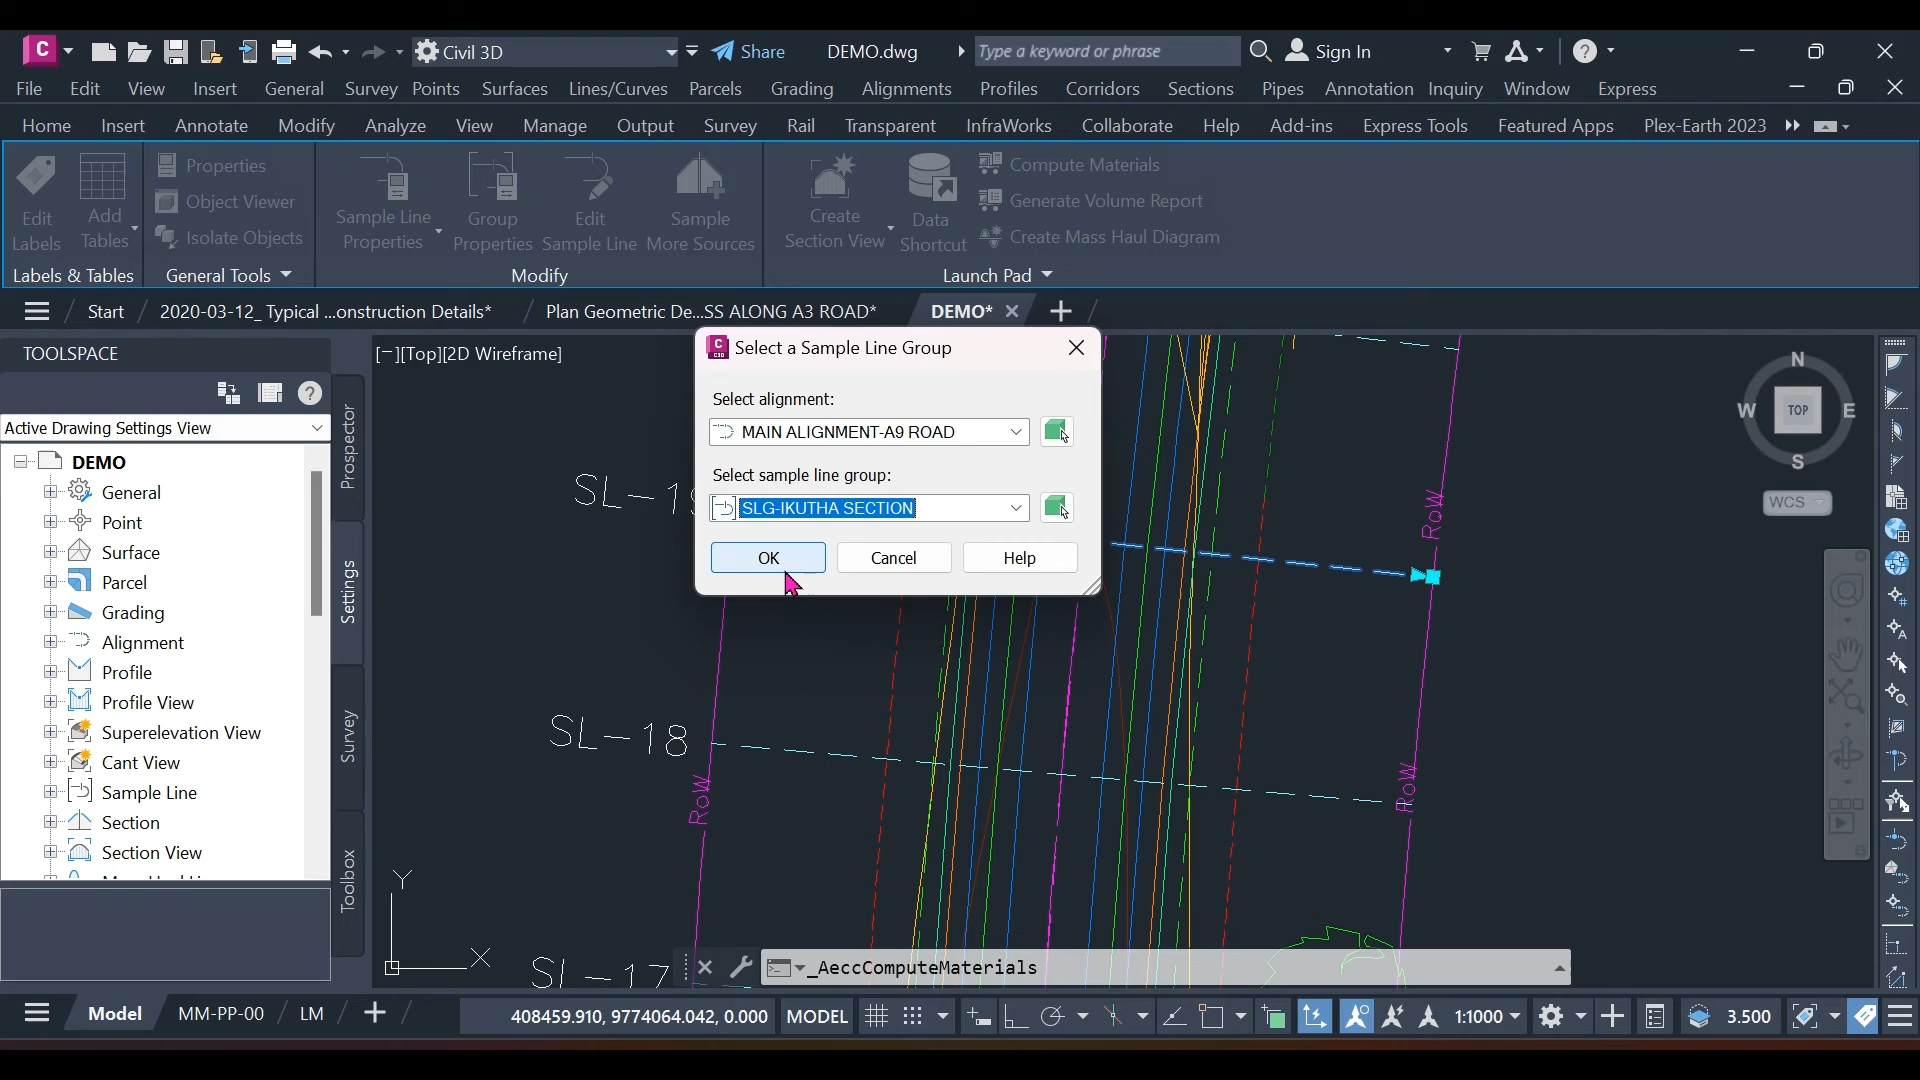 C Civil 3D Share DEMO.dwg Type a keyword or phrase Sign In
File Edit View Insert General Survey Points Surfaces Lines/Curves Parcels Grading Alignments Profiles Corridors Sections Pipes Annotation Inquiry Window Express
Home Insert Annotate Modify Analyze View Manage Output Survey Rail Transparent InfraWorks Collaborate Help Add-ins Express Tools Featured Apps Plex-Earth 2023
Edit Labels
Add Tables
Properties
Object Viewer
Isolate Objects
Sample Line Properties
Group Properties
Edit Sample Line
Sample More Sources
Create Section View
Data Shortcut
Compute Materials
Generate Volume Report
Create Mass Haul Diagram
Labels & Tables General Tools Modify Launch Pad
Start 2020-03-12_ Typical ...onstruction Details* Plan Geometric De...SS ALONG A3 ROAD* DEMO*
TOOLSPACE
Active Drawing Settings View
DEMO
General
Point
Surface
Parcel
Grading
Alignment
Profile
Profile View
Superelevation View
Cant View
Sample Line
Section
Section View
Prospector
Settings
Survey
Toolbox
[−][Top][2D Wireframe]
Select a Sample Line Group
Select alignment:
MAIN ALIGNMENT-A9 ROAD
Select sample line group:
SLG-IKUTHA SECTION
OK Cancel Help
SL-19
SL-18
SL-17
RoW
RoW
RoW
N
W TOP E
S
WCS
Y
X
_AeccComputeMaterials
Model MM-PP-00 LM 408459.910, 9774064.042, 0.000 MODEL 1:1000 3.500